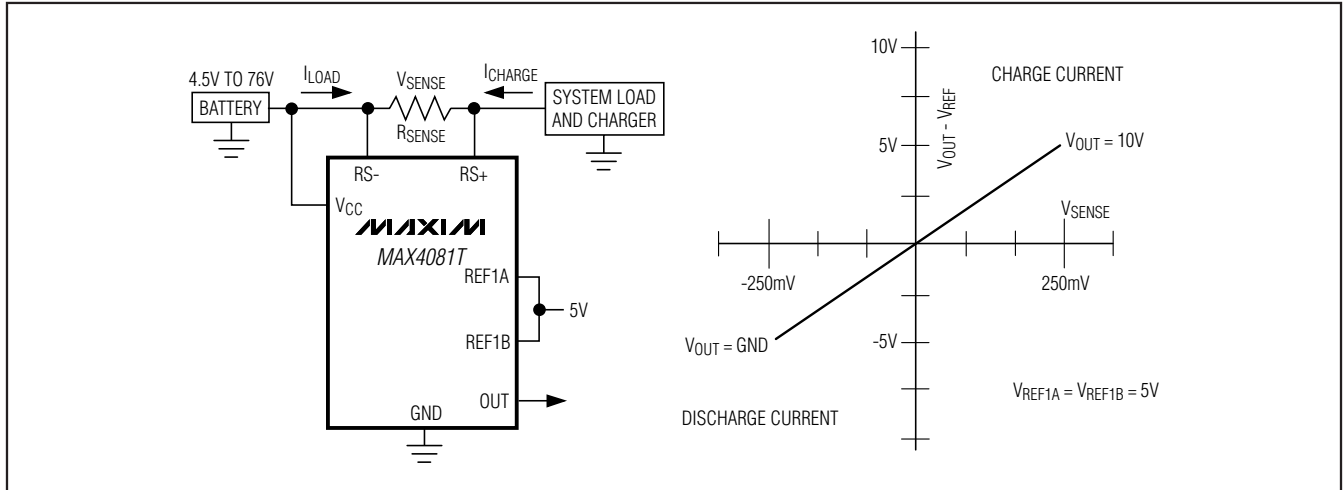 4.5V TO 76V
BATTERY
ILOAD
VSENSE
RSENSE
ICHARGE
SYSTEM LOAD
AND CHARGER
RS-
RS+
VCC
MAXIM
MAX4081T
REF1A
5V
REF1B
OUT
GND
10V
CHARGE CURRENT
VOUT - VREF
5V
VOUT = 10V
VSENSE
-250mV
250mV
VOUT = GND
-5V
VREF1A = VREF1B = 5V
DISCHARGE CURRENT